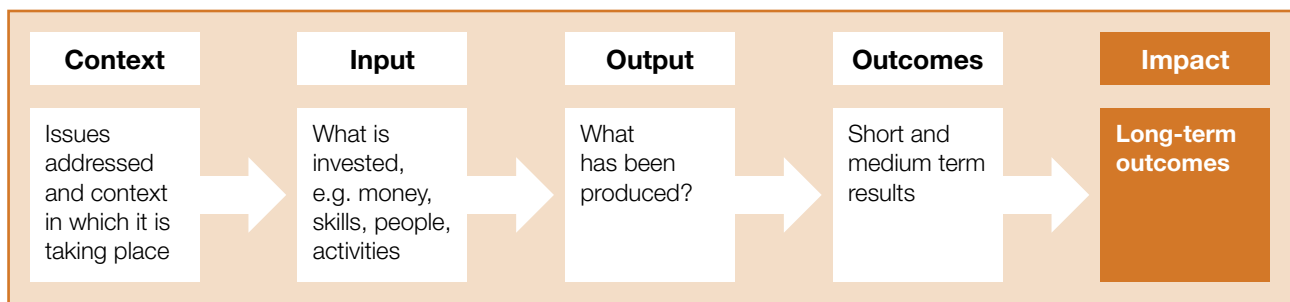 Context
Input
Output
Outcomes
Impact
Issues
addressed
and context
in which it is
taking place
What is
invested,
e.g. money,
skills, people,
activities
What
has been
produced?
Short and
medium term
results
Long-term
outcomes